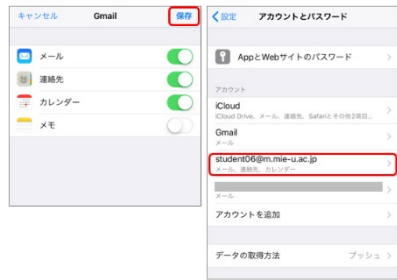 キャンセル Gmail 保存
メール
連絡先
カレンダー
メモ
設定 アカウントとパスワード
AppとWebサイトのパスワード
アカウント
iCloud
iCloud Drive、メール、連絡先、Safariとその他2項目...
Gmail
メール
student06@m.mie-u.ac.jp
メール、連絡先、カレンダー
メール
アカウントを追加
データの取得方法 プッシュ